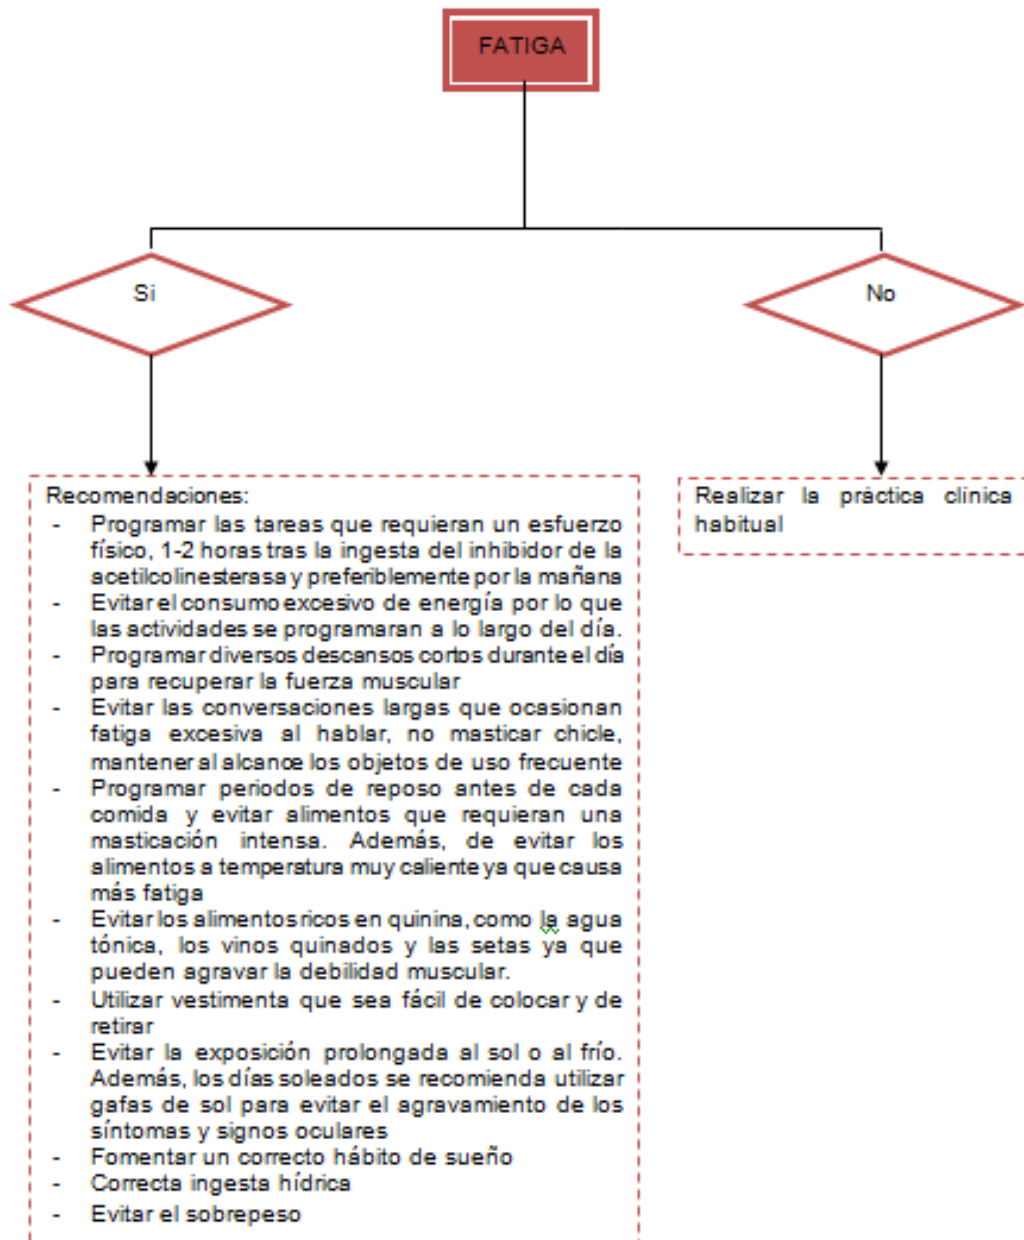 FATIGA
Si
No
Recomendaciones:
- Programar las tareas que requieran un esfuerzo
físico, 1-2 horas tras la ingesta del inhibidor de la
acetilcolinesterasa y preferiblemente por la mañana
- Evitar el consumo excesivo de energía por lo que
las actividades se programaran a lo largo del día.
- Programar diversos descansos cortos durante el día
para recuperar la fuerza muscular
- Evitar las conversaciones largas que ocasionan
fatiga excesiva al hablar, no masticar chicle,
mantener al alcance los objetos de uso frecuente
- Programar periodos de reposo antes de cada
comida y evitar alimentos que requieran una
masticación intensa. Además, de evitar los
alimentos a temperatura muy caliente ya que causa
más fatiga
- Evitar los alimentos ricos en quinina, como la agua
tónica, los vinos quinados y las setas ya que
pueden agravar la debilidad muscular.
- Utilizar vestimenta que sea fácil de colocar y de
retirar
- Evitar la exposición prolongada al sol o al frío.
Además, los días soleados se recomienda utilizar
gafas de sol para evitar el agravamiento de los
síntomas y signos oculares
- Fomentar un correcto hábito de sueño
- Correcta ingesta hídrica
- Evitar el sobrepeso
Realizar la práctica clínica
habitual